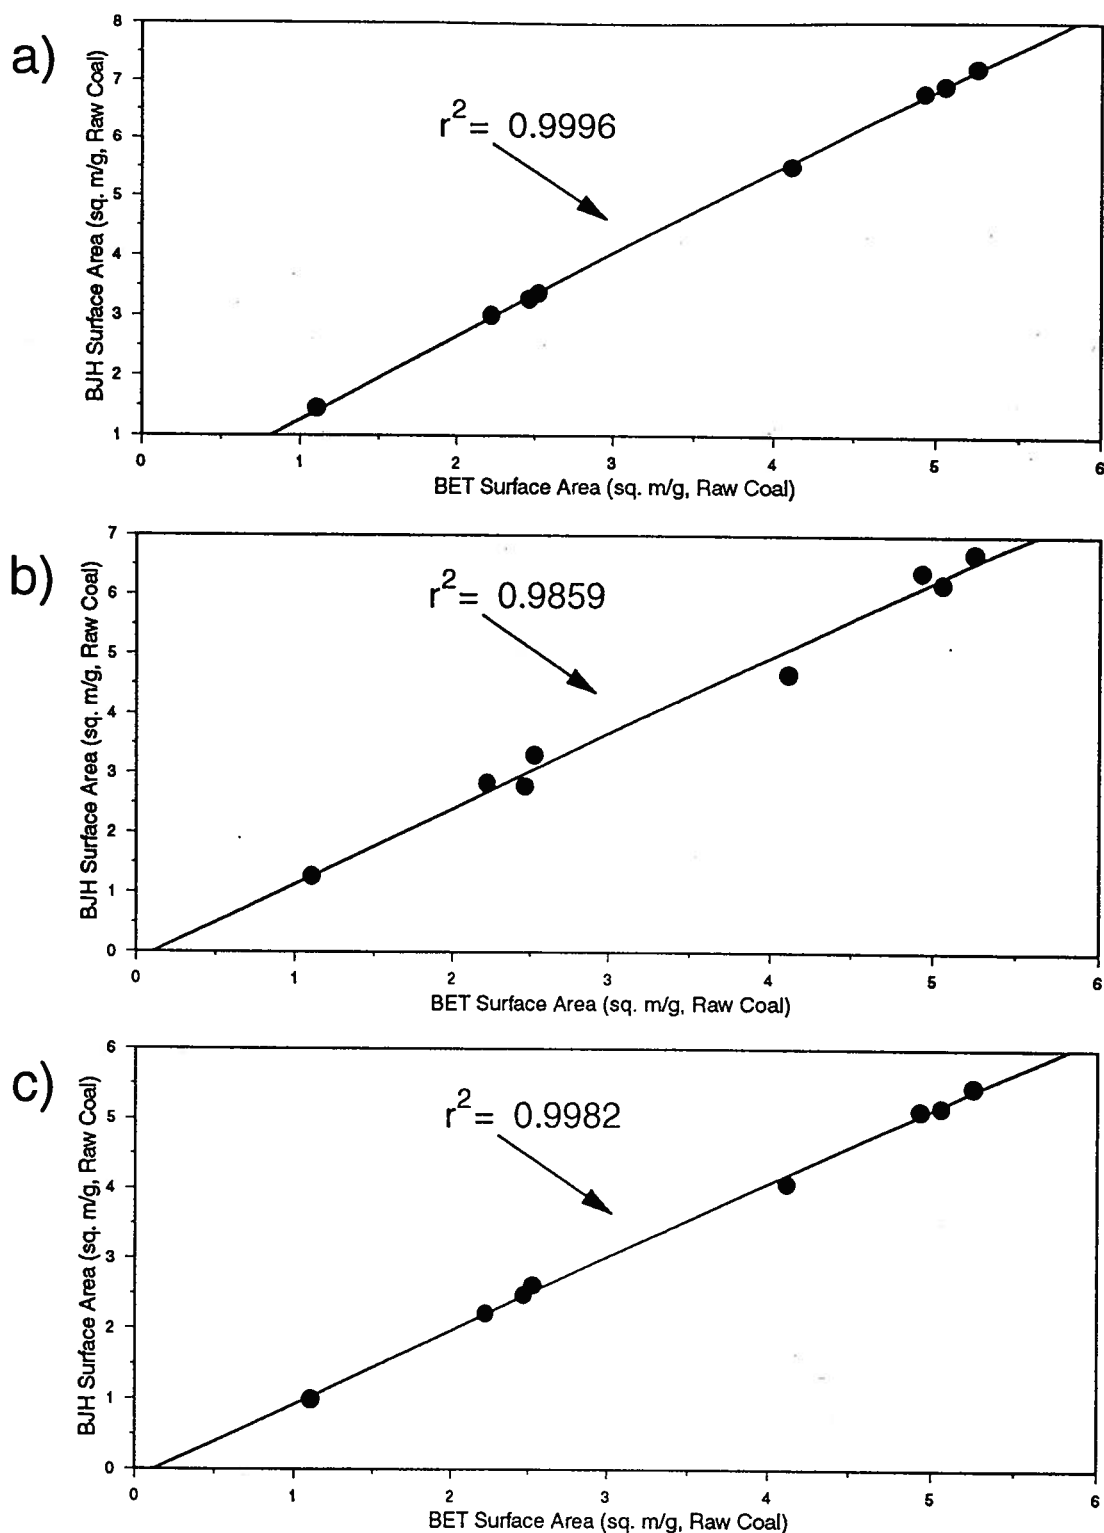 a)
BJH Surface Area (sq. m/g, Raw Coal)
8
7
6
5
4
3
2
1
r²= 0.9996
0 1 2 3 4 5 6
BET Surface Area (sq. m/g, Raw Coal)
b)
BJH Surface Area (sq. m/g, Raw Coal)
7
6
5
4
3
2
1
0
r²= 0.9859
0 1 2 3 4 5 6
BET Surface Area (sq. m/g, Raw Coal)
c)
BJH Surface Area (sq. m/g, Raw Coal)
6
5
4
3
2
1
0
r²= 0.9982
0 1 2 3 4 5 6
BET Surface Area (sq. m/g, Raw Coal)